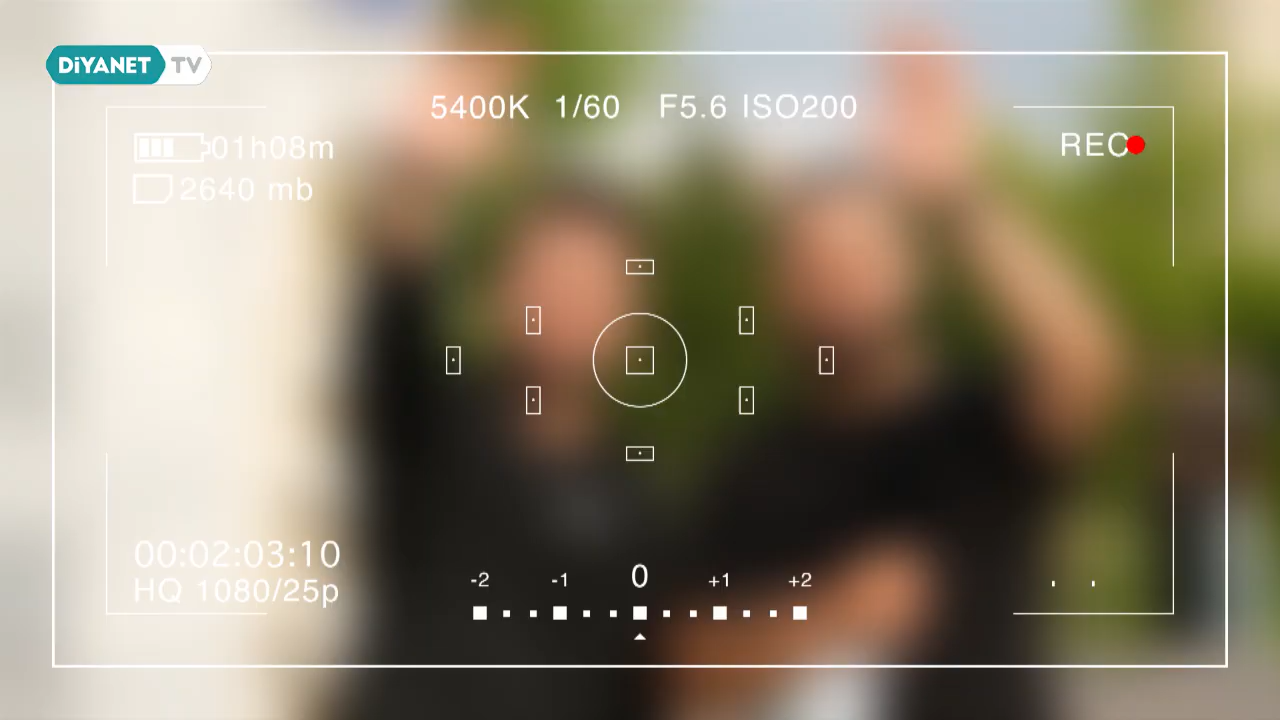 DİYANET TV
5400K 1/60 F5.6 ISO200
01h08m
REC
2640 mb
00:02:03:10
HQ 1080/25p
-2 -1 0 +1 +2